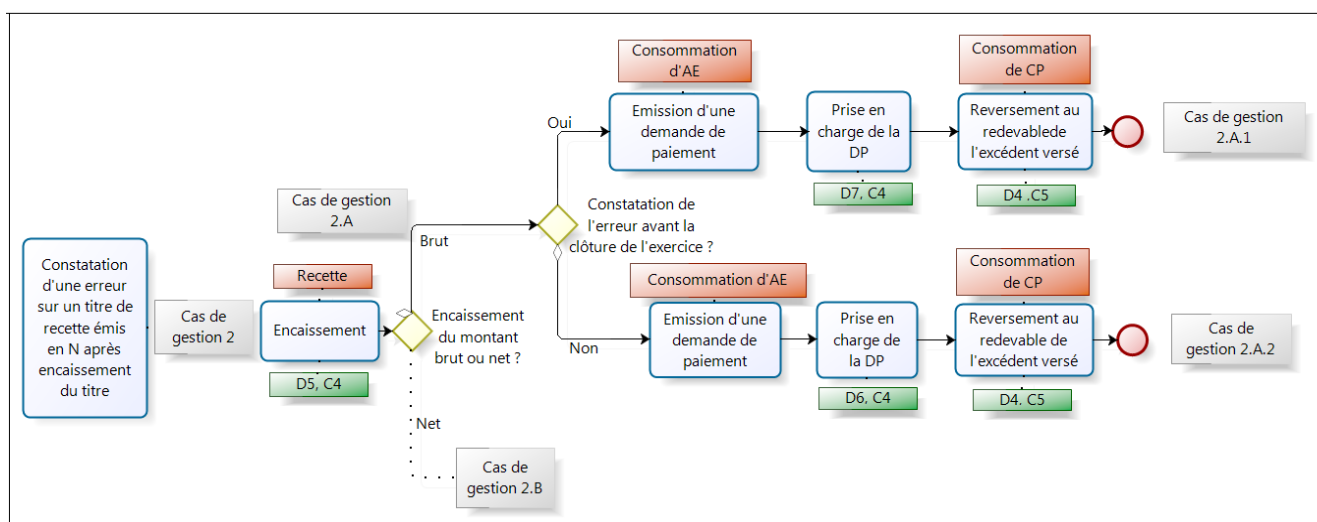 Constatation
d'une erreur
sur un titre de
recette émis
en N après
encaissement
du titre
Cas de
gestion 2
Recette
Encaissement
D5, C4
Cas de gestion
2.A
Brut
Encaissement
du montant
brut ou net ?
Net
Cas de
gestion 2.B
Constatation de
l'erreur avant la
clôture de l'exercice ?
Oui
Consommation
d'AE
Emission d'une
demande de
paiement
Prise en
charge de la
DP
D7, C4
Consommation
de CP
Reversement au
redevablede
l'excédent versé
D4 .C5
Cas de gestion
2.A.1
Non
Consommation d'AE
Emission d'une
demande de
paiement
Prise en
charge de
la DP
D6, C4
Consommation
de CP
Reversement au
redevable de
l'excédent versé
D4. C5
Cas de
gestion 2.A.2